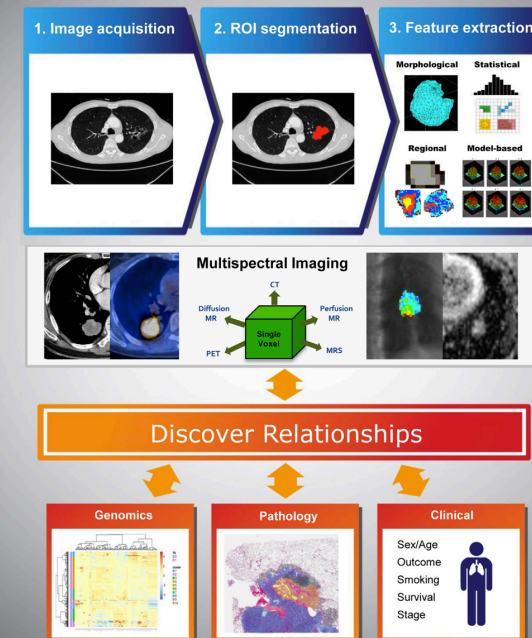 1. Image acquisition
2. ROI segmentation
3. Feature extraction
Morphological
Statistical
Regional
Model-based
Multispectral Imaging
CT
Diffusion
MR
Perfusion
MR
Single
Voxel
PET
MRS
Discover Relationships
Genomics
Pathology
Clinical
Sex/Age
Outcome
Smoking
Survival
Stage